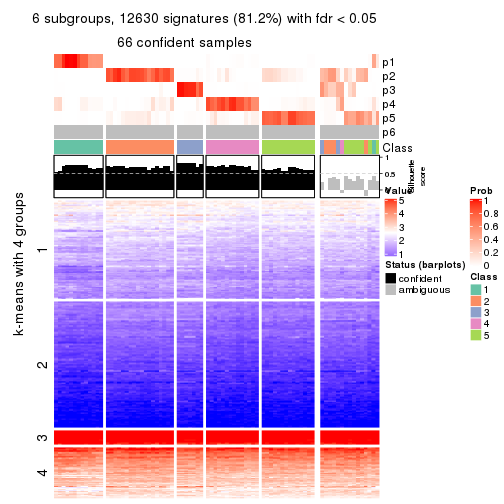 6 subgroups, 12630 signatures (81.2%) with fdr < 0.05
66 confident samples
p1
p2
p3
p4
p5
p6
Class
1
0.5
0
Silhouette
score
k-means with 4 groups
1
2
3
4
Value
5
4
3
2
1
Status (barplots)
confident
ambiguous
Prob
1
0.8
0.6
0.4
0.2
0
Class
1
2
3
4
5